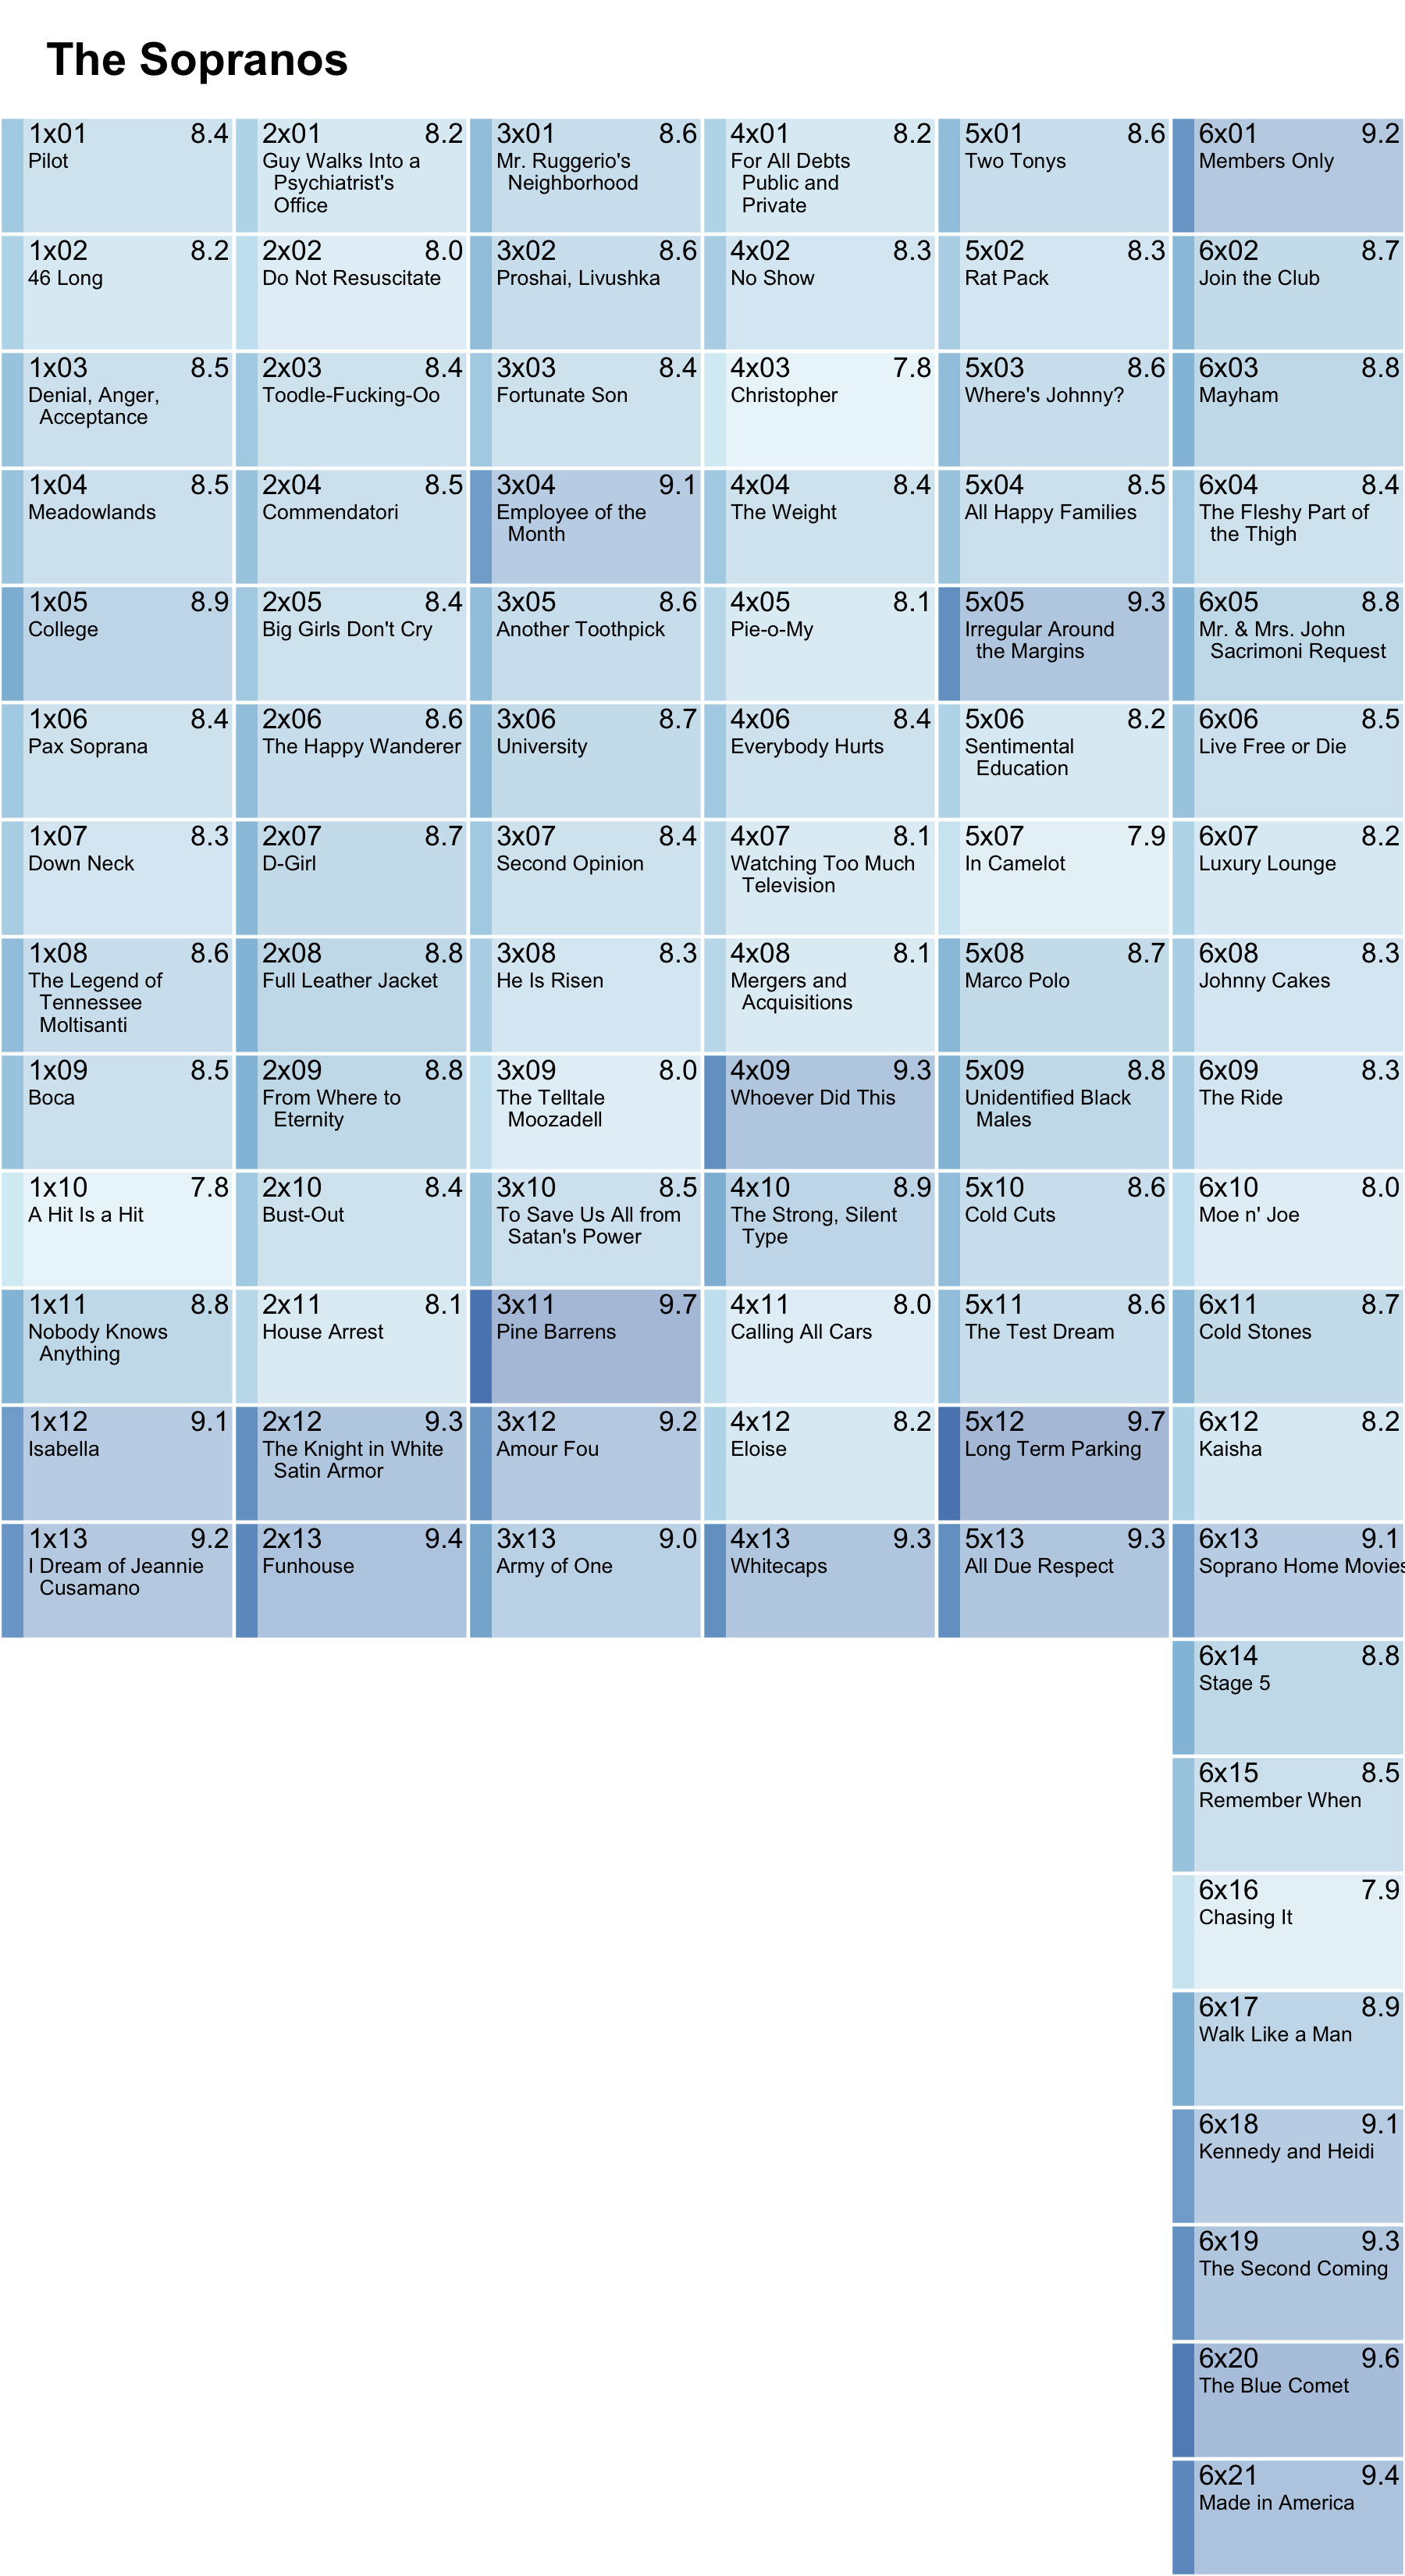 The Sopranos
1x01 8.4
Pilot
2x01 8.2
Guy Walks Into a
Psychiatrist's
Office
3x01 8.6
Mr. Ruggerio's
Neighborhood
4x01 8.2
For All Debts
Public and
Private
5x01 8.6
Two Tonys
6x01 9.2
Members Only
1x02 8.2
46 Long
2x02 8.0
Do Not Resuscitate
3x02 8.6
Proshai, Livushka
4x02 8.3
No Show
5x02 8.3
Rat Pack
6x02 8.7
Join the Club
1x03 8.5
Denial, Anger,
Acceptance
2x03 8.4
Toodle-Fucking-Oo
3x03 8.4
Fortunate Son
4x03 7.8
Christopher
5x03 8.6
Where's Johnny?
6x03 8.8
Mayham
1x04 8.5
Meadowlands
2x04 8.5
Commendatori
3x04 9.1
Employee of the
Month
4x04 8.4
The Weight
5x04 8.5
All Happy Families
6x04 8.4
The Fleshy Part of
the Thigh
1x05 8.9
College
2x05 8.4
Big Girls Don't Cry
3x05 8.6
Another Toothpick
4x05 8.1
Pie-o-My
5x05 9.3
Irregular Around
the Margins
6x05 8.8
Mr. & Mrs. John
Sacrimoni Request
1x06 8.4
Pax Soprana
2x06 8.6
The Happy Wanderer
3x06 8.7
University
4x06 8.4
Everybody Hurts
5x06 8.2
Sentimental
Education
6x06 8.5
Live Free or Die
1x07 8.3
Down Neck
2x07 8.7
D-Girl
3x07 8.4
Second Opinion
4x07 8.1
Watching Too Much
Television
5x07 7.9
In Camelot
6x07 8.2
Luxury Lounge
1x08 8.6
The Legend of
Tennessee
Moltisanti
2x08 8.8
Full Leather Jacket
3x08 8.3
He Is Risen
4x08 8.1
Mergers and
Acquisitions
5x08 8.7
Marco Polo
6x08 8.3
Johnny Cakes
1x09 8.5
Boca
2x09 8.8
From Where to
Eternity
3x09 8.0
The Telltale
Moozadell
4x09 9.3
Whoever Did This
5x09 8.8
Unidentified Black
Males
6x09 8.3
The Ride
1x10 7.8
A Hit Is a Hit
2x10 8.4
Bust-Out
3x10 8.5
To Save Us All from
Satan's Power
4x10 8.9
The Strong, Silent
Type
5x10 8.6
Cold Cuts
6x10 8.0
Moe n' Joe
1x11 8.8
Nobody Knows
Anything
2x11 8.1
House Arrest
3x11 9.7
Pine Barrens
4x11 8.0
Calling All Cars
5x11 8.6
The Test Dream
6x11 8.7
Cold Stones
1x12 9.1
Isabella
2x12 9.3
The Knight in White
Satin Armor
3x12 9.2
Amour Fou
4x12 8.2
Eloise
5x12 9.7
Long Term Parking
6x12 8.2
Kaisha
1x13 9.2
I Dream of Jeannie
Cusamano
2x13 9.4
Funhouse
3x13 9.0
Army of One
4x13 9.3
Whitecaps
5x13 9.3
All Due Respect
6x13 9.1
Soprano Home Movies
6x14 8.8
Stage 5
6x15 8.5
Remember When
6x16 7.9
Chasing It
6x17 8.9
Walk Like a Man
6x18 9.1
Kennedy and Heidi
6x19 9.3
The Second Coming
6x20 9.6
The Blue Comet
6x21 9.4
Made in America